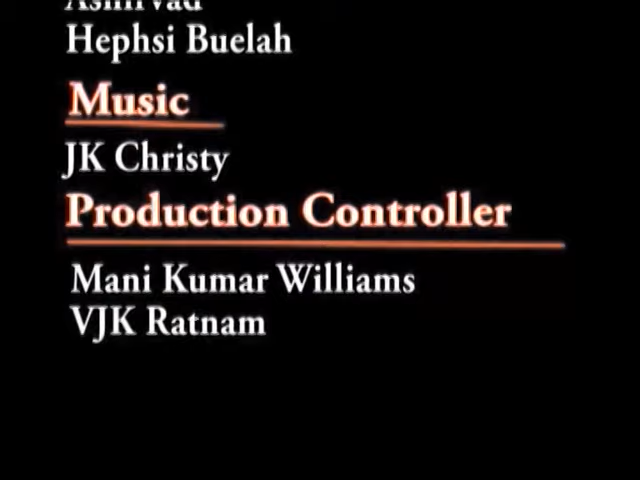 Hephsi Buelah
Music
JK Christy
Production Controller
Mani Kumar Williams
VJK Ratnam